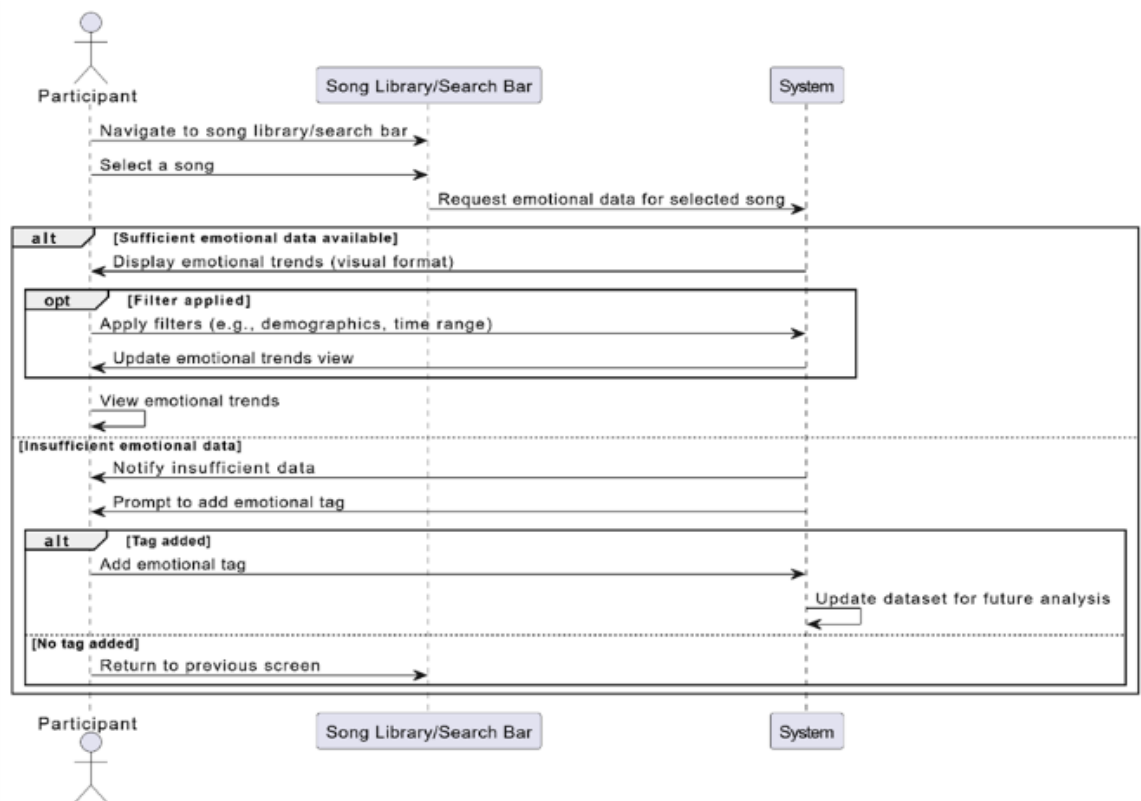 Participant
Song Library/Search Bar
System
Navigate to song library/search bar
Select a song
Request emotional data for selected song
alt
[Sufficient emotional data available]
Display emotional trends (visual format)
opt
[Filter applied]
Apply filters (e.g., demographics, time range)
Update emotional trends view
View emotional trends
[Insufficient emotional data]
Notify insufficient data
Prompt to add emotional tag
alt
[Tag added]
Add emotional tag
Update dataset for future analysis
[No tag added]
Return to previous screen
Participant
Song Library/Search Bar
System